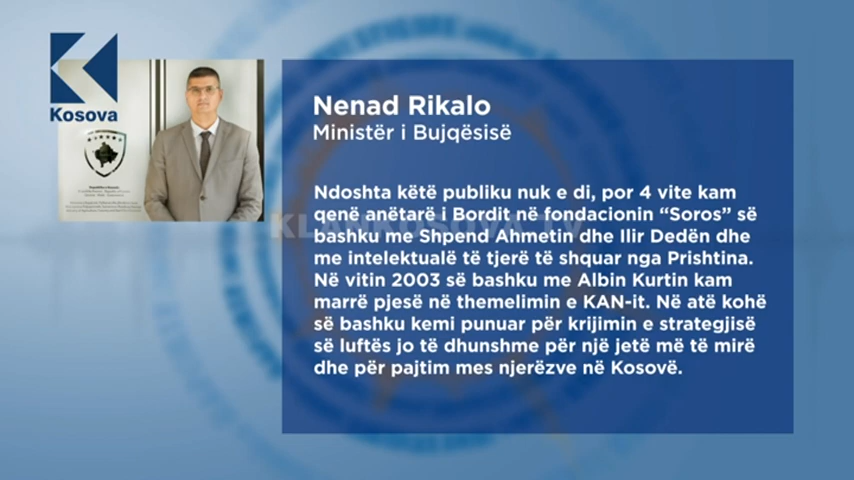 Kosova
Nenad Rikalo
Ministër i Bujqësisë
Ndoshta këtë publiku nuk e di, por 4 vite kam
qenë anëtarë i Bordit në fondacionin “Soros” së
bashku me Shpend Ahmetin dhe Ilir Dedën dhe
me intelektualë të tjerë të shquar nga Prishtina.
Në vitin 2003 së bashku me Albin Kurtin kam
marrë pjesë në themelimin e KAN-it. Në atë kohë
së bashku kemi punuar për krijimin e strategjisë
së luftës jo të dhunshme për një jetë më të mirë
dhe për pajtim mes njerëzve në Kosovë.
KLANKOSOVA.TV